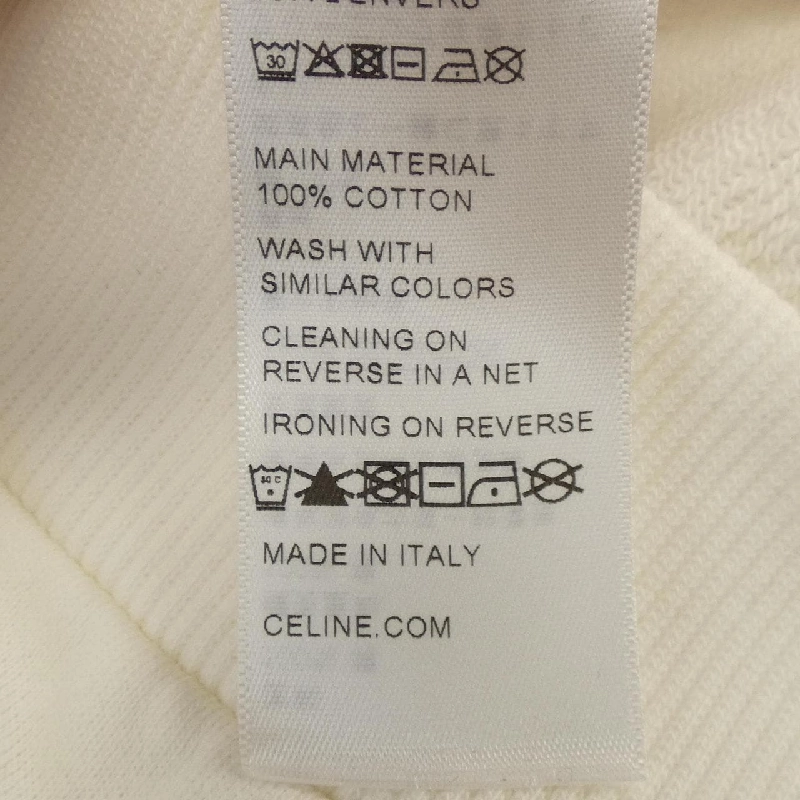 30
MAIN MATERIAL
100% COTTON
WASH WITH
SIMILAR COLORS
CLEANING ON
REVERSE IN A NET
IRONING ON REVERSE
MADE IN ITALY
CELINE.COM